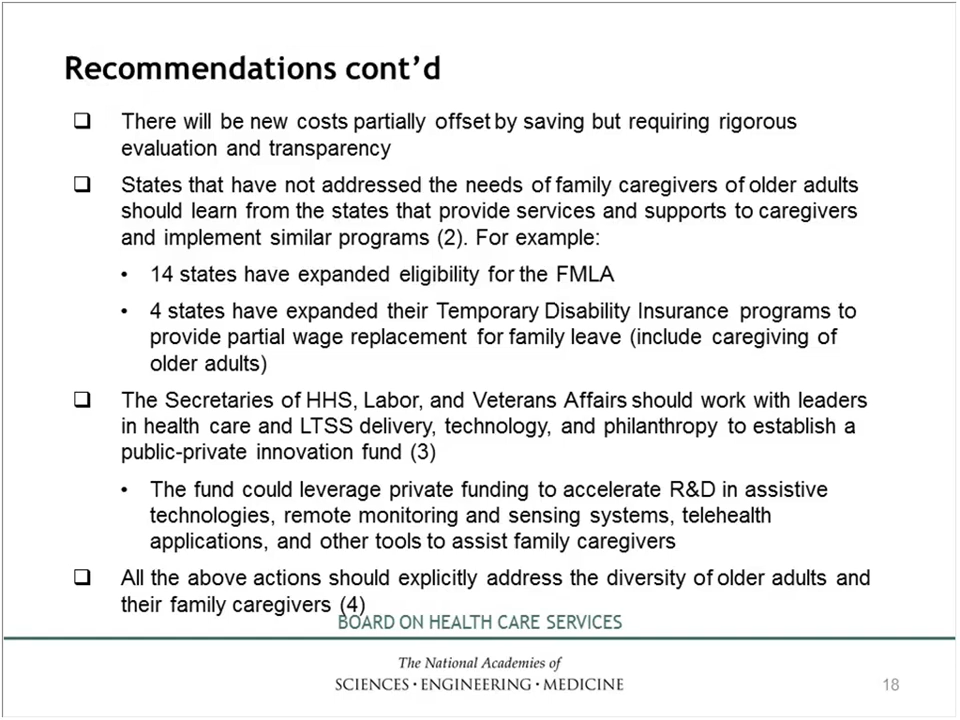 Recommendations cont’d
❑ There will be new costs partially offset by saving but requiring rigorous
evaluation and transparency
❑ States that have not addressed the needs of family caregivers of older adults
should learn from the states that provide services and supports to caregivers
and implement similar programs (2). For example:
• 14 states have expanded eligibility for the FMLA
• 4 states have expanded their Temporary Disability Insurance programs to
provide partial wage replacement for family leave (include caregiving of
older adults)
❑ The Secretaries of HHS, Labor, and Veterans Affairs should work with leaders
in health care and LTSS delivery, technology, and philanthropy to establish a
public-private innovation fund (3)
• The fund could leverage private funding to accelerate R&D in assistive
technologies, remote monitoring and sensing systems, telehealth
applications, and other tools to assist family caregivers
❑ All the above actions should explicitly address the diversity of older adults and
their family caregivers (4)
BOARD ON HEALTH CARE SERVICES
The National Academies of
SCIENCES · ENGINEERING · MEDICINE
18